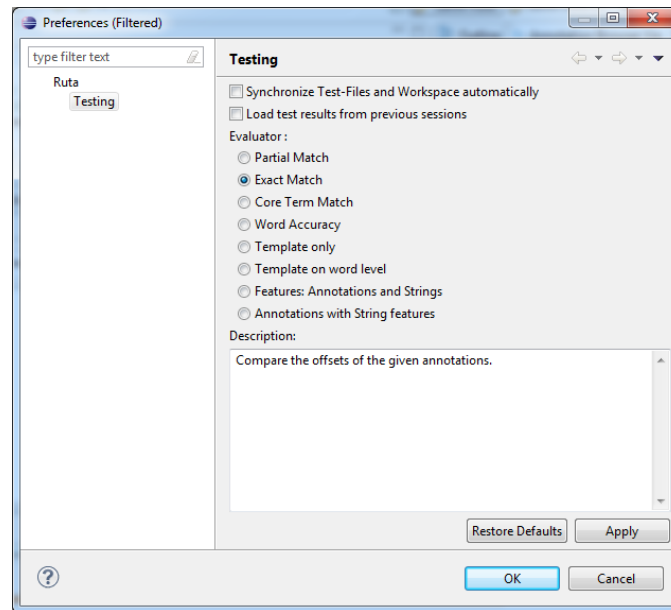 Preferences (Filtered)
type filter text
Ruta
Testing
Testing
Synchronize Test-Files and Workspace automatically
Load test results from previous sessions
Evaluator :
Partial Match
Exact Match
Core Term Match
Word Accuracy
Template only
Template on word level
Features: Annotations and Strings
Annotations with String features
Description:
Compare the offsets of the given annotations.
Restore Defaults Apply
? OK Cancel